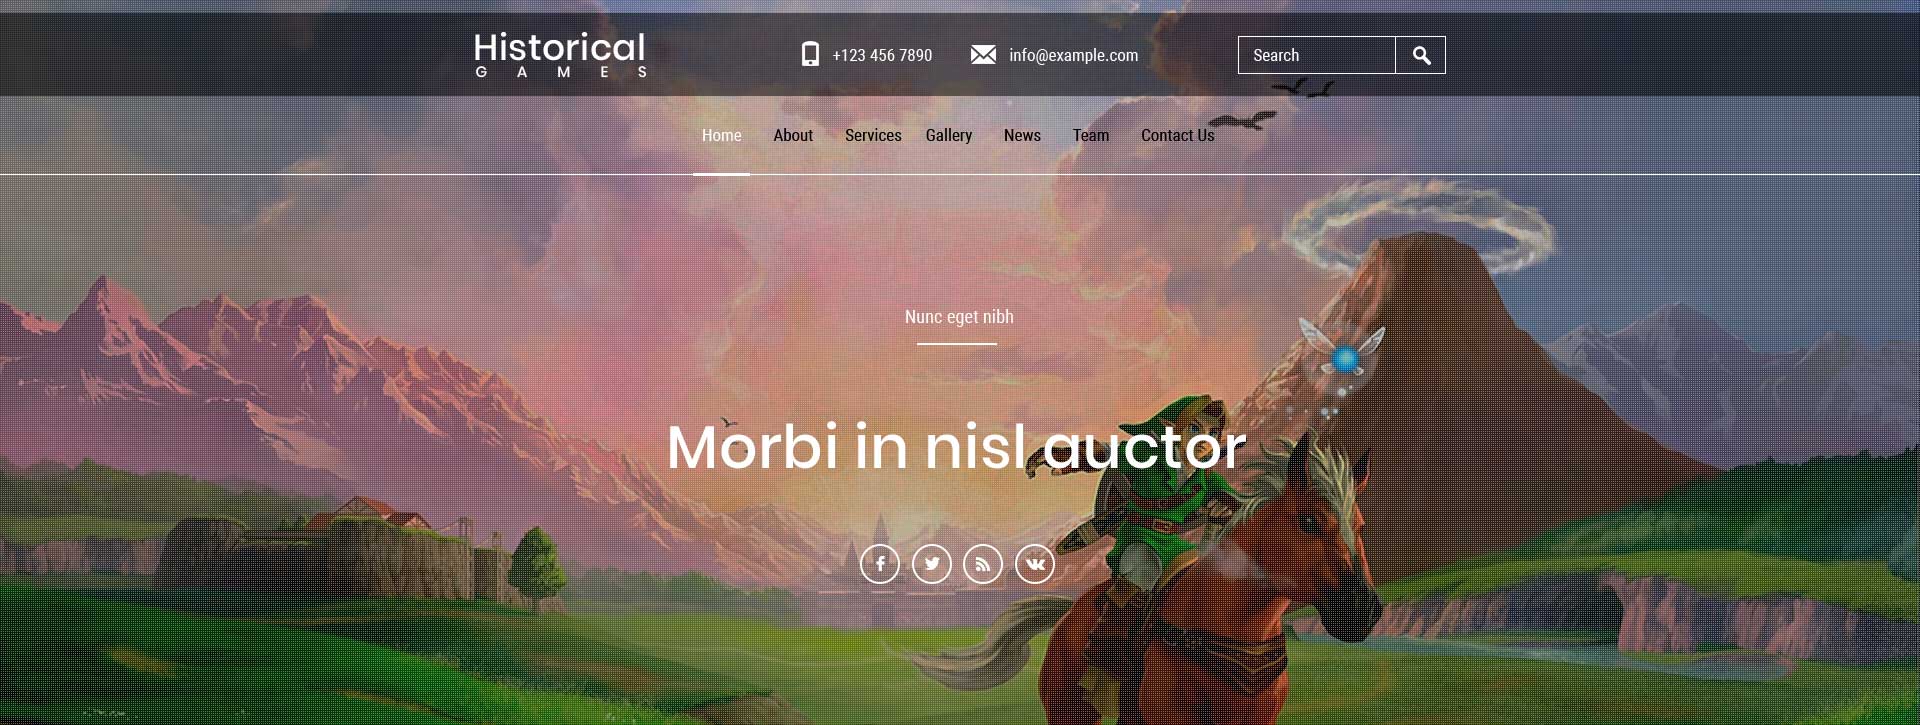 Historical
GAMES
+123 456 7890
info@example.com
Search
Home About Services Gallery News Team Contact Us
Nunc eget nibh
Morbi in nisl auctor